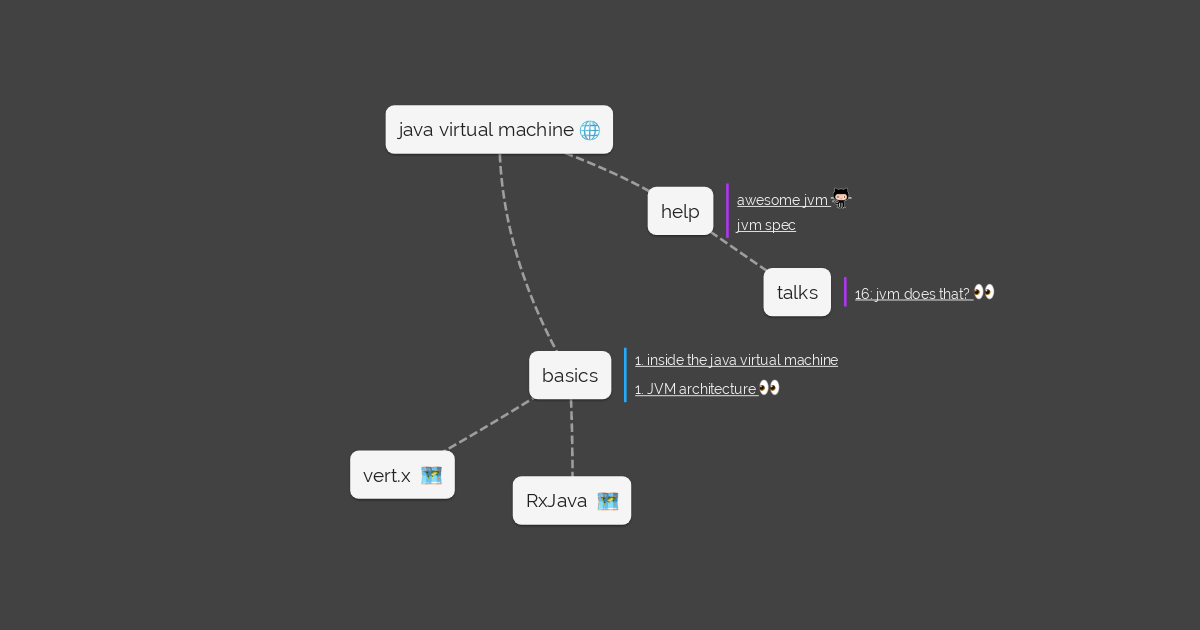 java virtual machine
help
awesome jvm
jvm spec
talks
16: jvm does that?
basics
1. inside the java virtual machine
1. JVM architecture
vert.x
RxJava